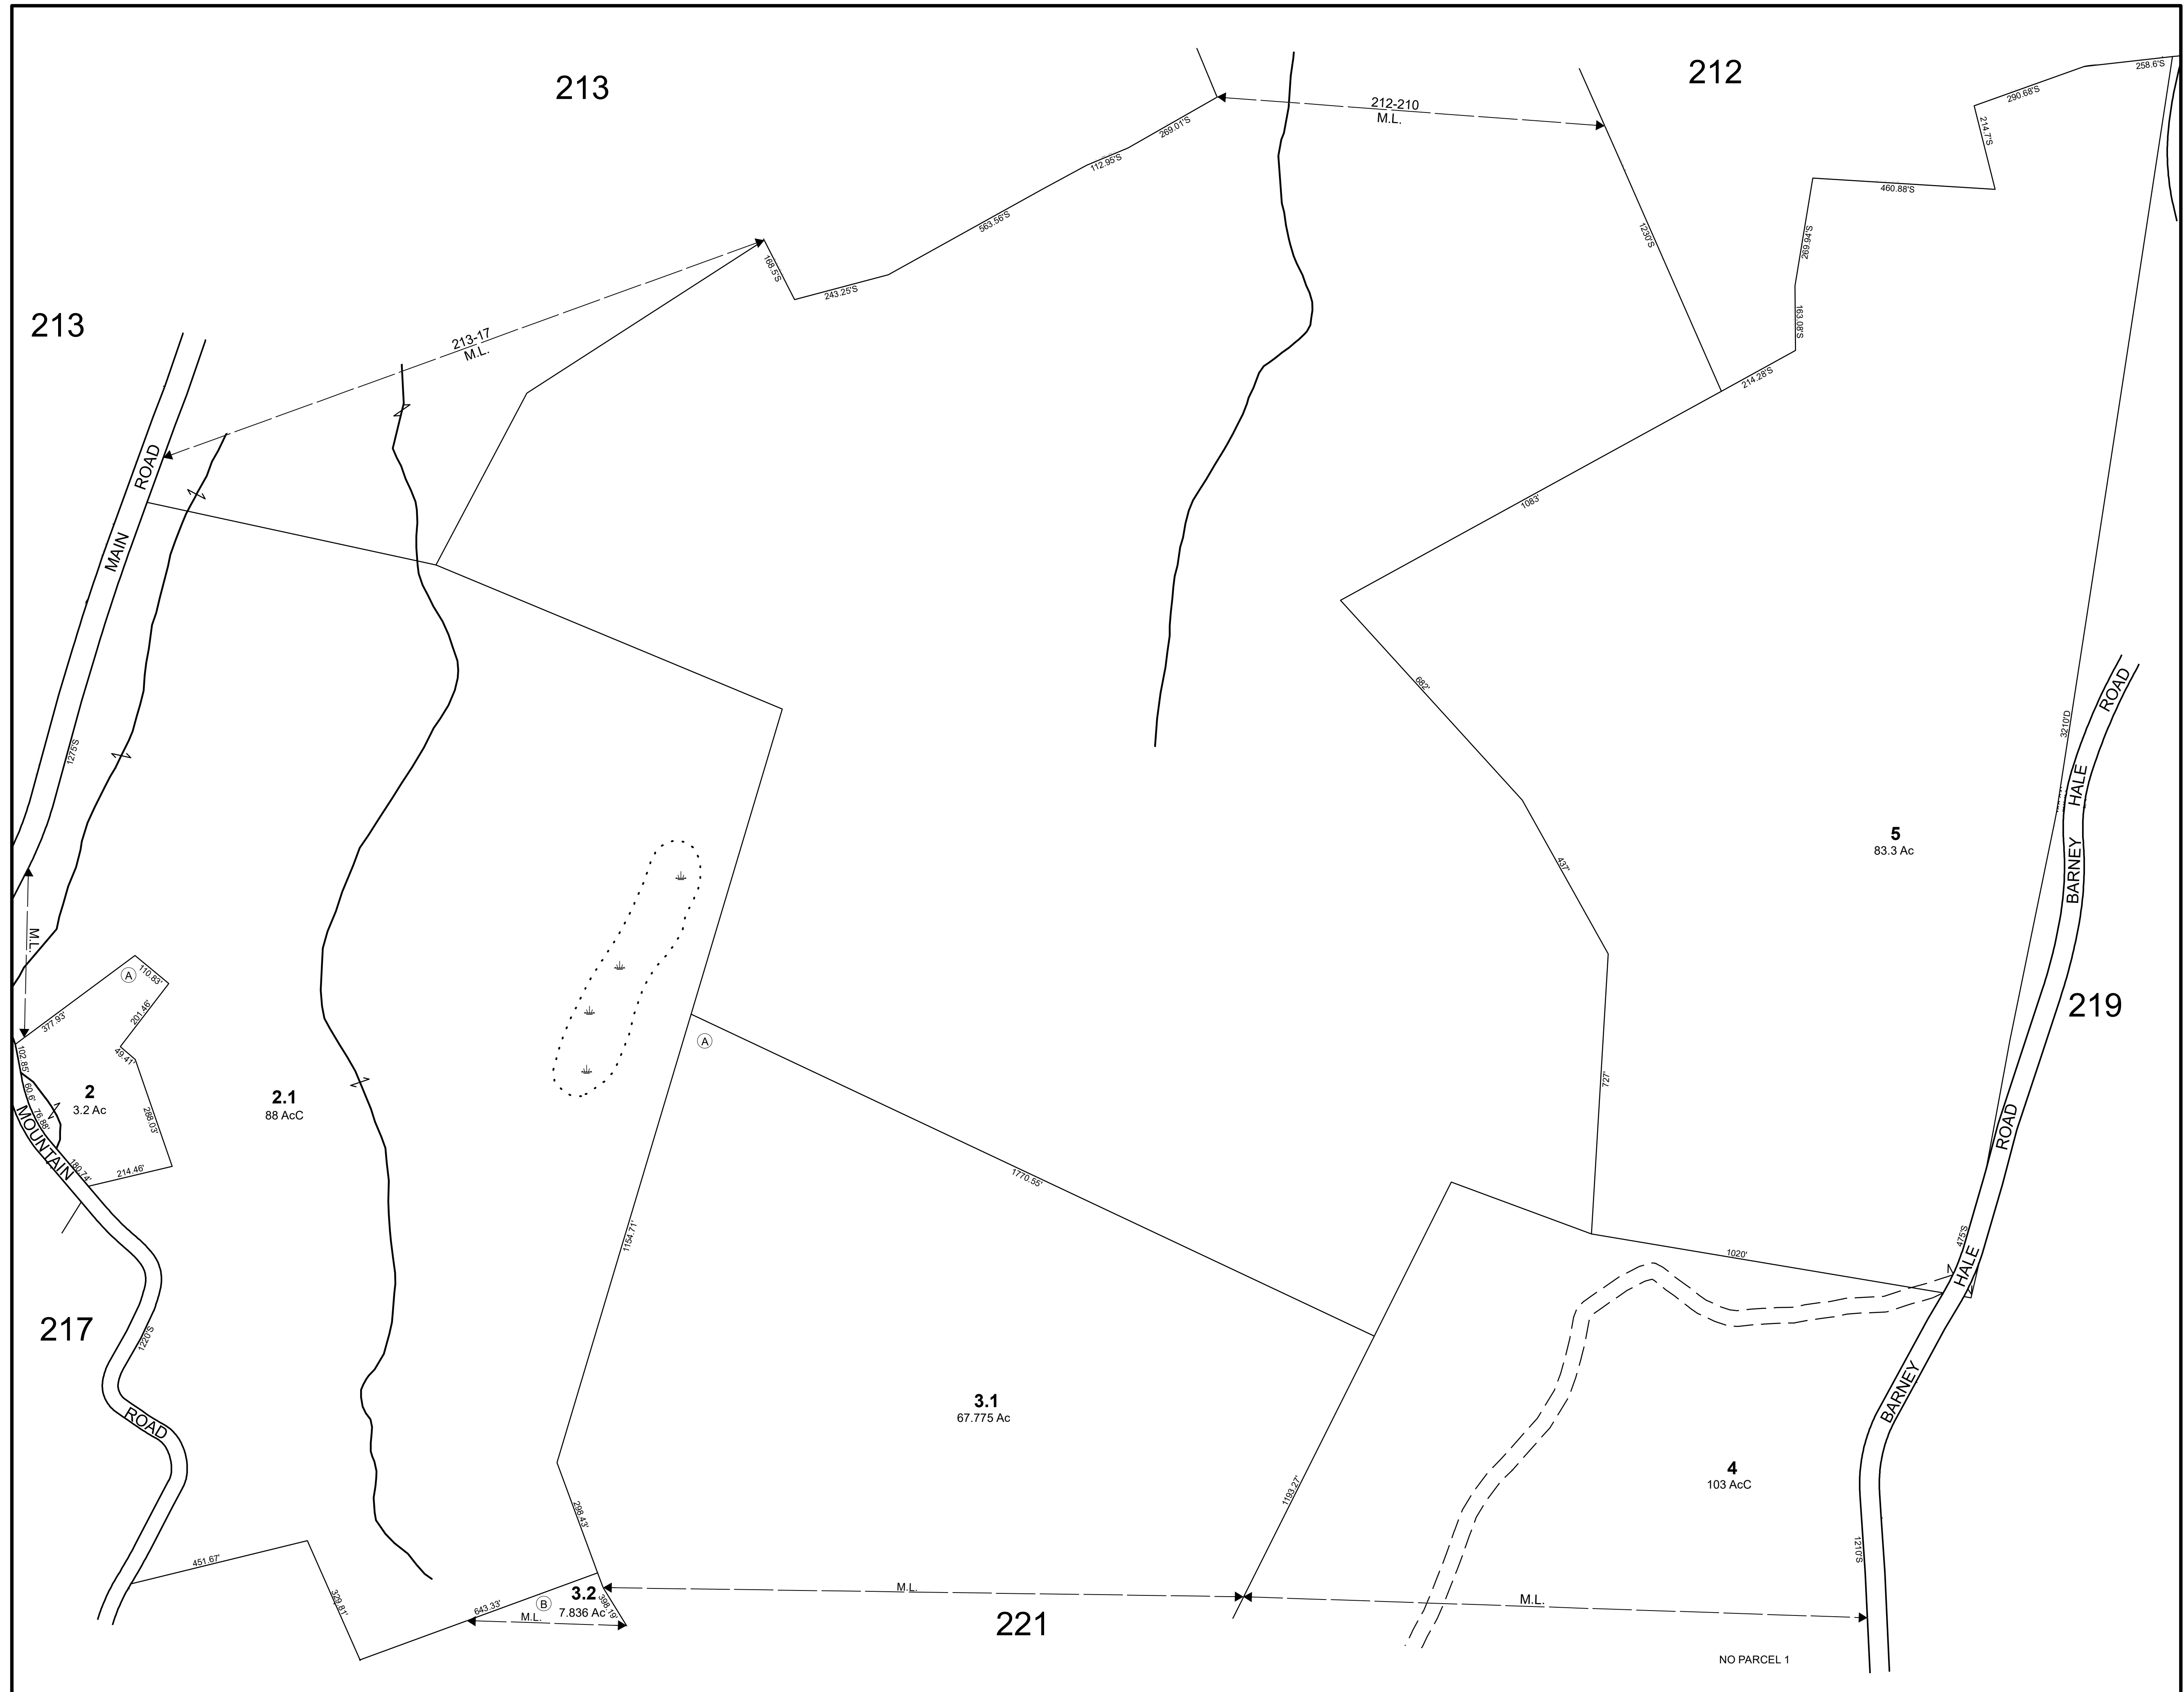 213
212
258.6'S
290.68'S
214.7'S
212-210
M.L.
269.01'S
112.95'S
460.88'S
563.56'S
1230'S
269.94'S
168.5'S
243.25'S
163.08'S
213
213-17
M.L.
214.28'S
MAIN ROAD
1083'
682'
ROAD
3210'D
1275'S
HALE
BARNEY
5
83.3 Ac
437'
M.L.
A
110.83'
377.93'
201.46'
219
49.41'
A
102.85'
60.6'
76.88'
2
3.2 Ac
2.1
88 AcC
727'
288.03'
MOUNTAIN
180.74'
214.46'
ROAD
1770.55'
1154.71'
475'S
1020'
HALE
217
1220'S
ROAD
3.1
67.775 Ac
BARNEY
4
103 AcC
1193.27'
298.43'
1210'S
451.67'
329.81'
643.33'
B
3.2
7.836 Ac
398.19'
M.L.
M.L.
M.L.
221
NO PARCEL 1